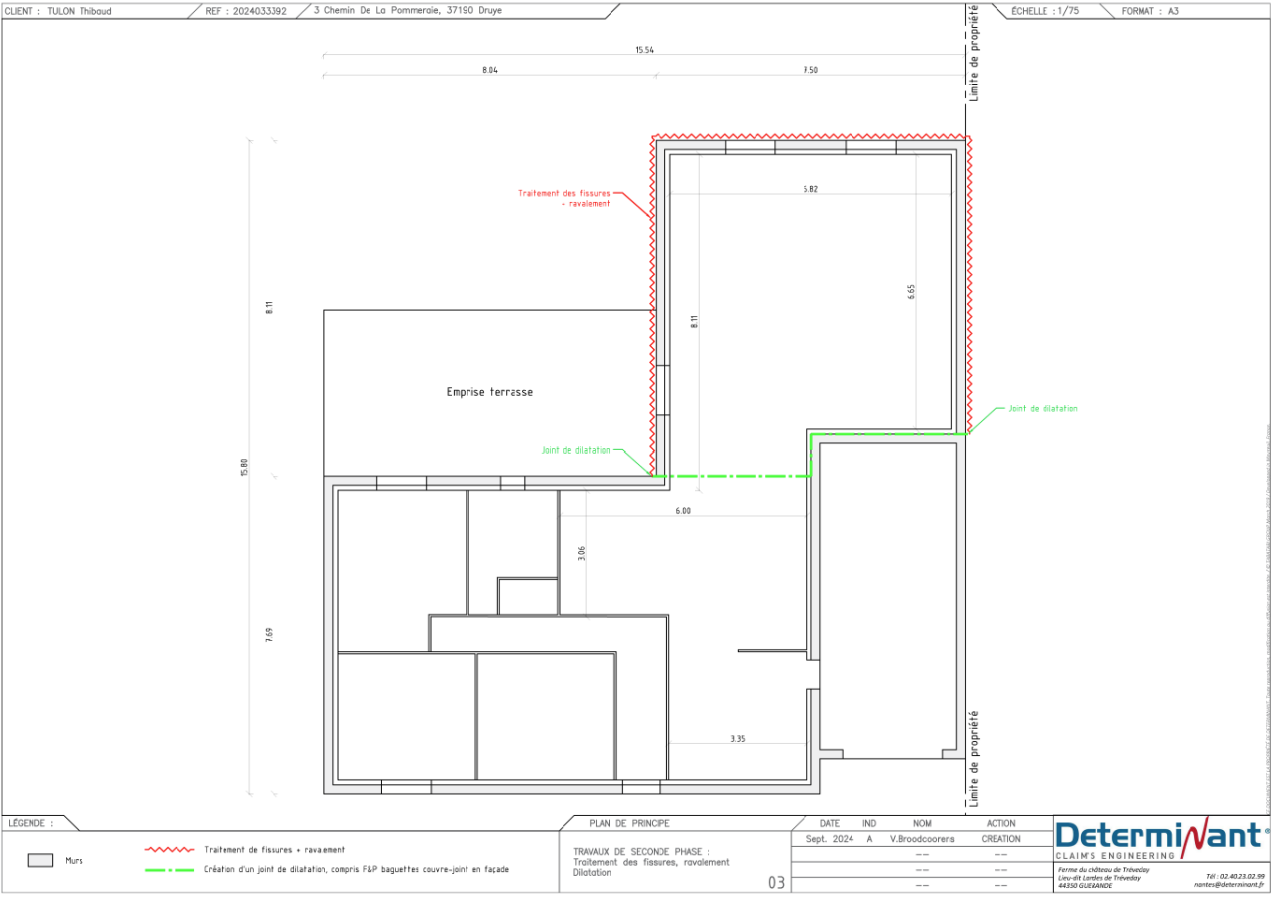 CLIENT : TULON Thibaud
REF : 2024033392
3 Chemin De La Pommeraie, 37190 Druye
ÉCHELLE : 1/75
FORMAT : A3
Limite de propriété
15.54
8.04
7.50
Traitement des fissures
+ ravalement
5.82
6.65
8.11
8.11
Emprise terrasse
Joint de dilatation
Joint de dilatation
15.80
6.00
3.06
7.69
3.35
Limite de propriété
LÉGENDE :
Murs
Traitement de fissures + ravalement
Création d'un joint de dilatation, compris F&P baguettes couvre-joint en façade
PLAN DE PRINCIPE
TRAVAUX DE SECONDE PHASE :
Traitement des fissures, ravalement
Dilatation
03
DATE IND NOM ACTION
Sept. 2024 A V.Broodcoorens CREATION
-- --
-- --
-- --
Determinant ®
CLAIM'S ENGINEERING
Ferme du château de Tréveday
Lieu-dit Landes de Tréveday
44350 GUERANDE
Tél : 02.40.23.02.99
nantes@determinant.fr